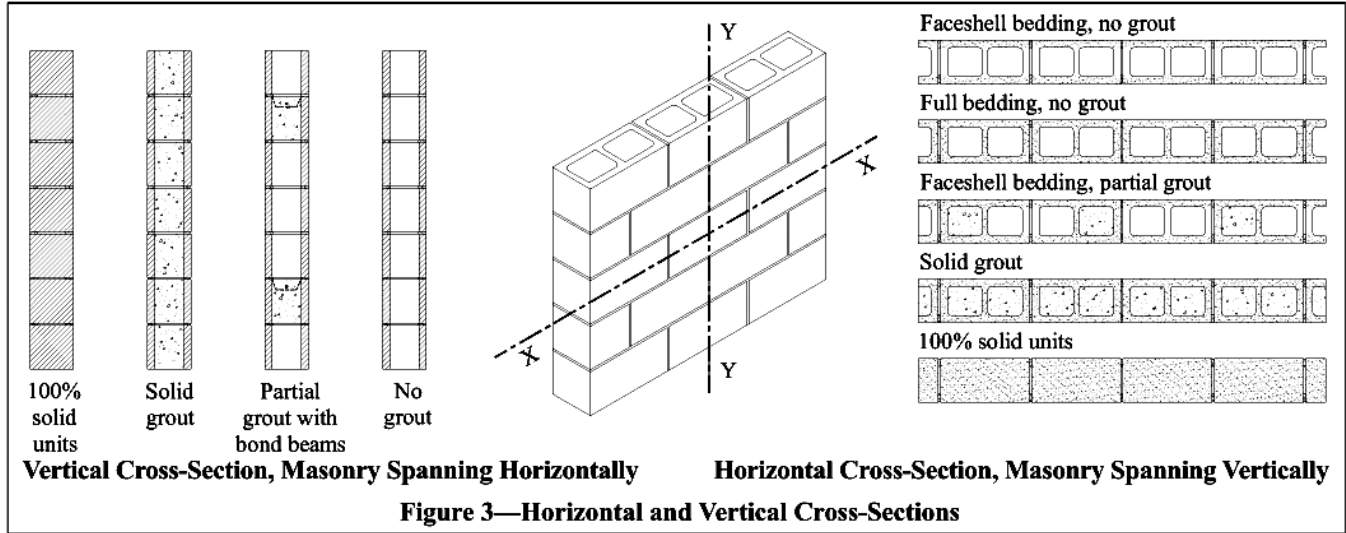 100%
solid
units
Solid
grout
Partial
grout with
bond beams
No
grout
Vertical Cross-Section, Masonry Spanning Horizontally
Y
X
X
Y
Faceshell bedding, no grout
Full bedding, no grout
Faceshell bedding, partial grout
Solid grout
100% solid units
Horizontal Cross-Section, Masonry Spanning Vertically
Figure 3—Horizontal and Vertical Cross-Sections